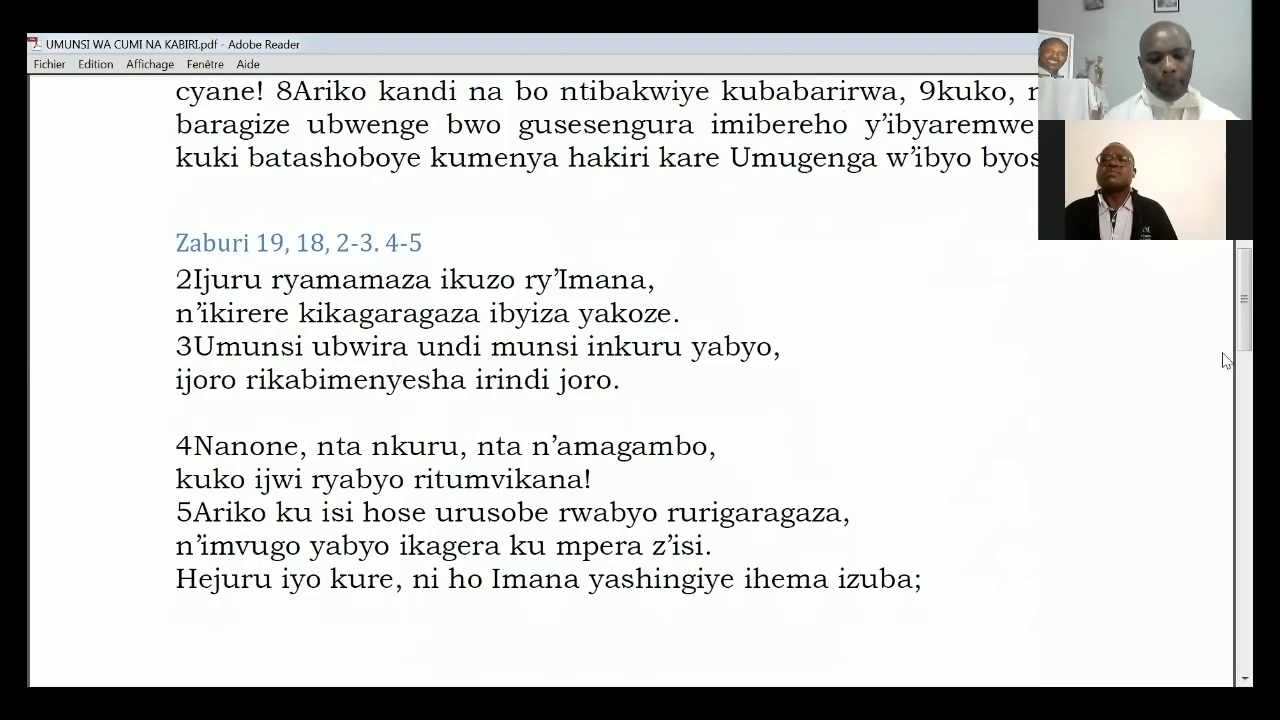 UMUNSI WA CUMI NA KABIRI.pdf - Adobe Reader
Fichier Edition Affichage Fenêtre Aide
cyane! 8Ariko kandi na bo ntibakwiye kubabarirwa, 9kuko,
baragize ubwenge bwo gusesengura imibereho y’ibyaremwe
kuki batashoboye kumenya hakiri kare Umugenga w’ibyo
Zaburi 19, 18, 2-3. 4-5
2Ijuru ryamamaza ikuzo ry’Imana,
n’ikirere kikagaragaza ibyiza yakoze.
3Umunsi ubwira undi munsi inkuru yabyo,
ijoro rikabimenyesha irindi joro.
4Nanone, nta nkuru, nta n’amagambo,
kuko ijwi ryabyo ritumvikana!
5Ariko ku isi hose urusobe rwabyo rurigaragaza,
n’imvugo yabyo ikagera ku mpera z’isi.
Hejuru iyo kure, ni ho Imana yashingiye ihema izuba;